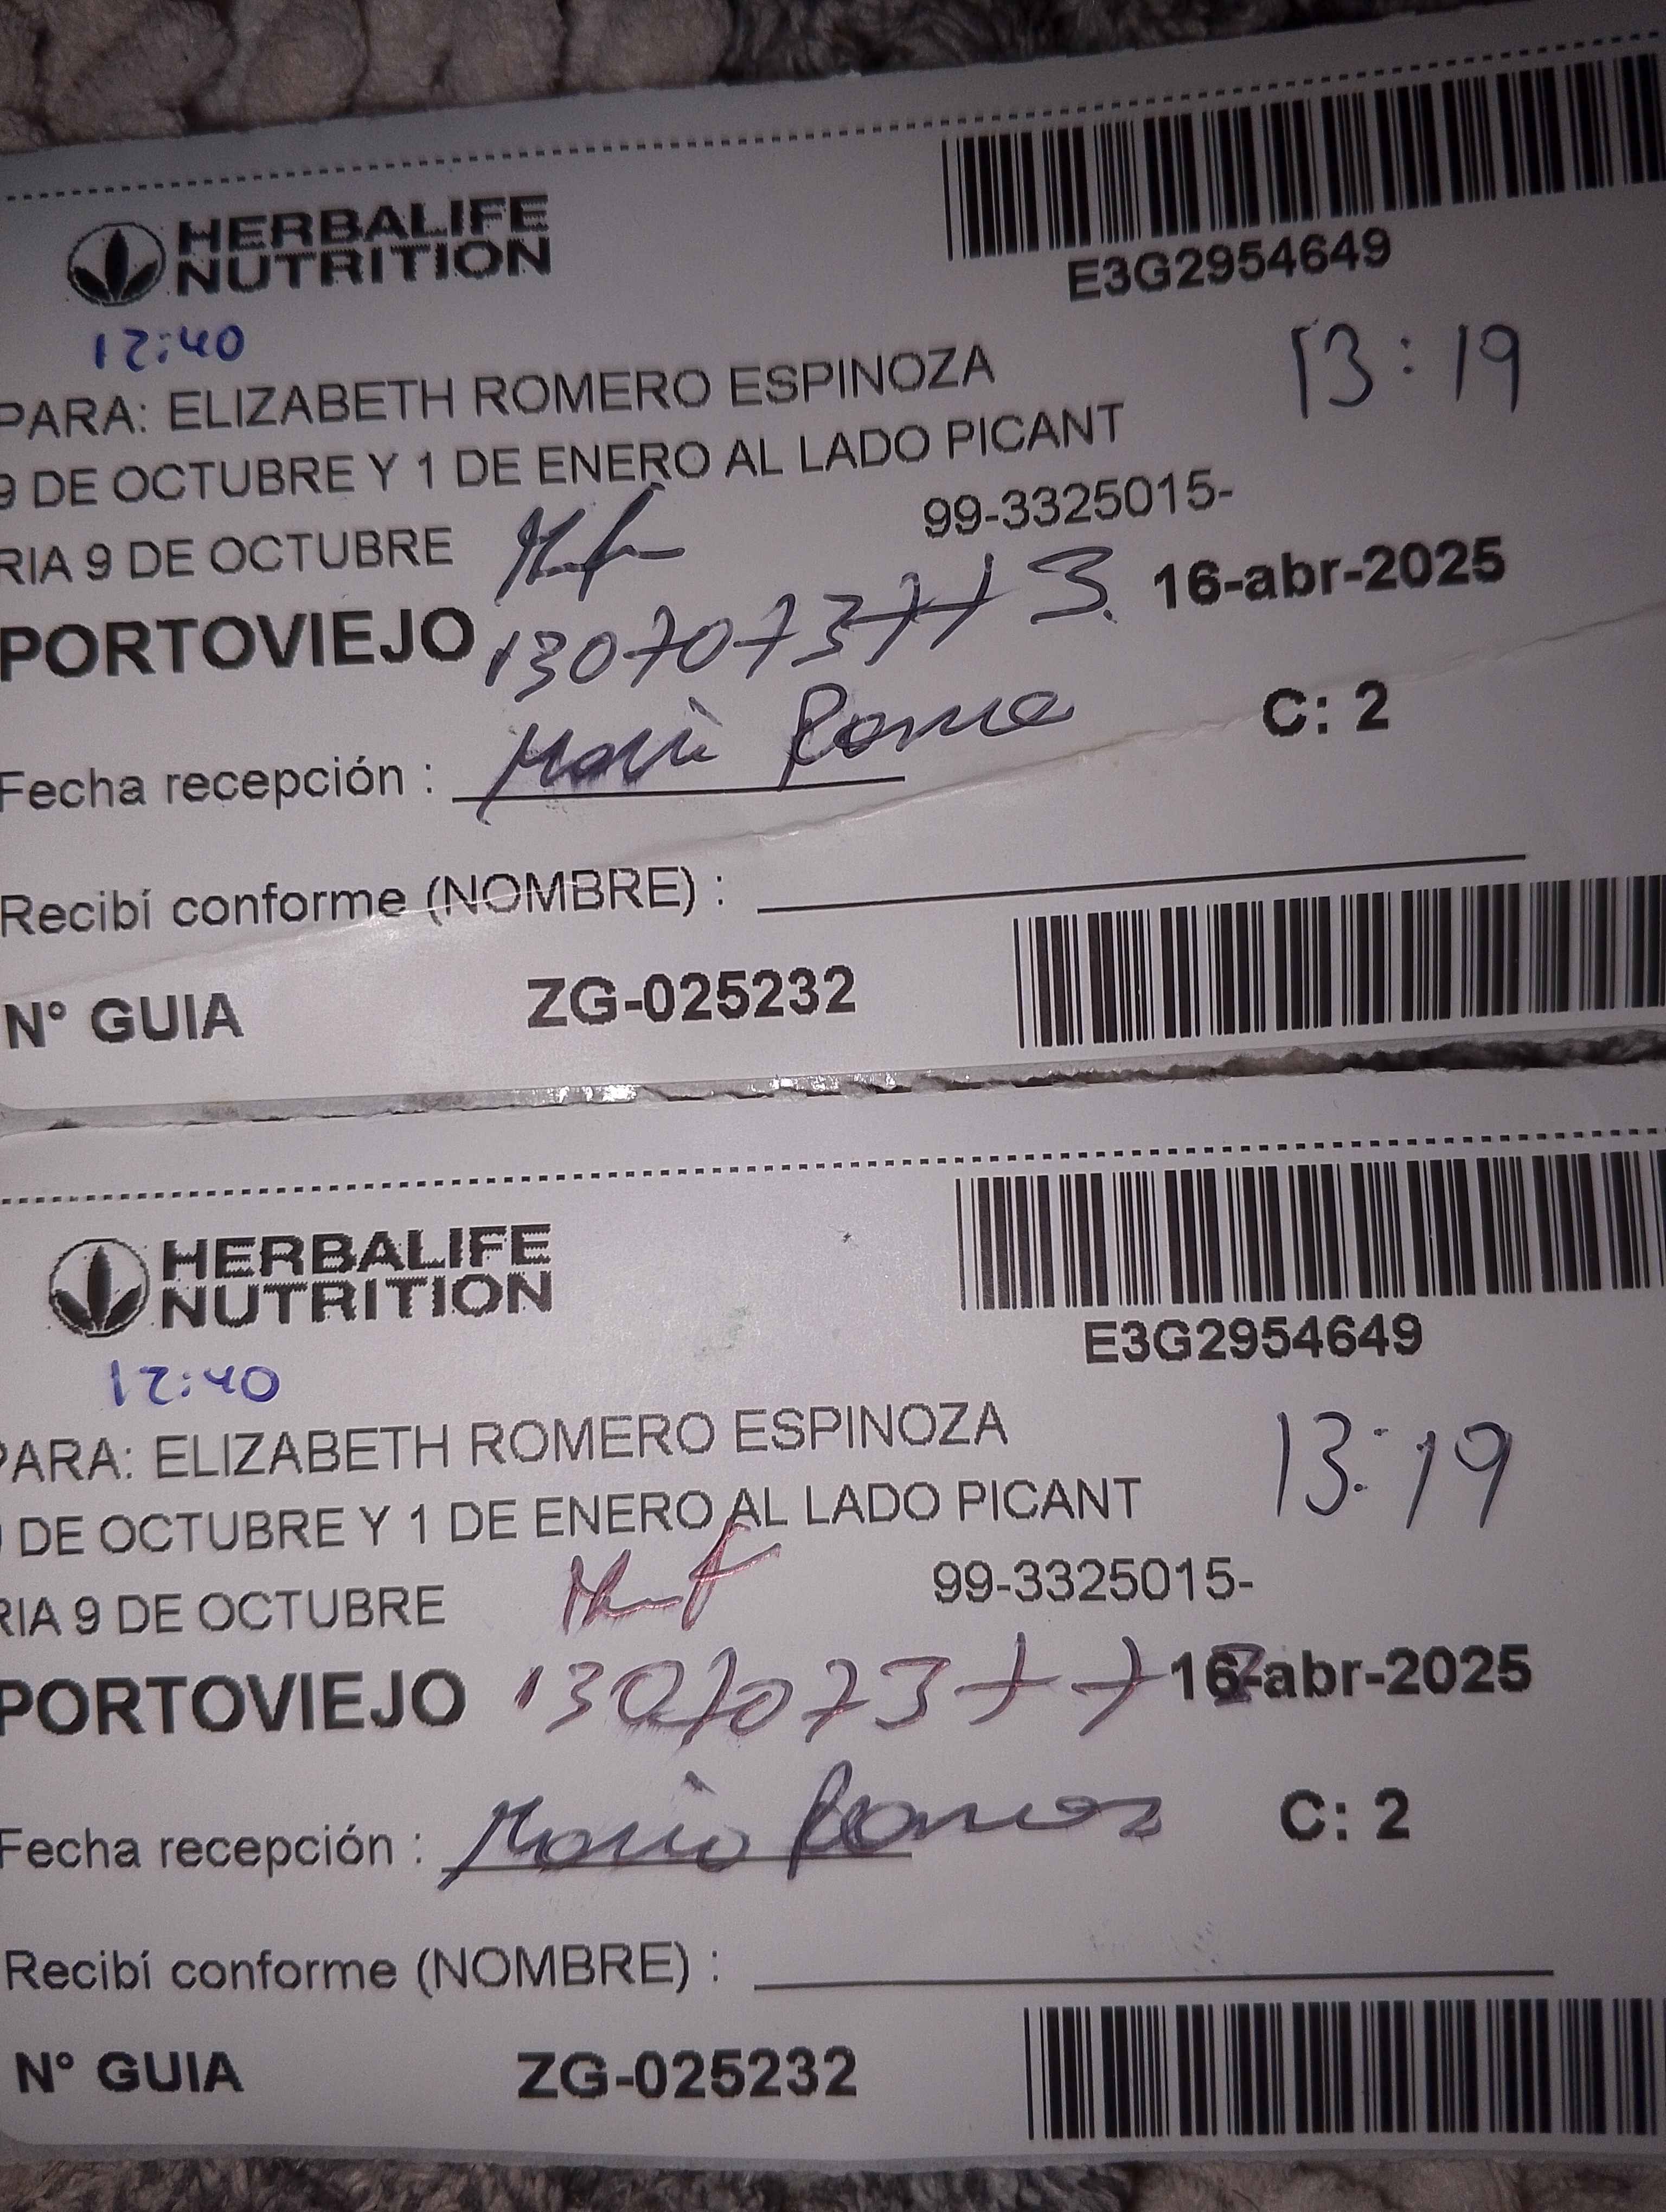 HERBALIFE
NUTRITION
E3G2954649
12:40
13:19
PARA: ELIZABETH ROMERO ESPINOZA
9 DE OCTUBRE Y 1 DE ENERO AL LADO PICANT
RIA 9 DE OCTUBRE
99-3325015-
PORTOVIEJO
1307073773.
16-abr-2025
Fecha recepción :
C: 2
Recibí conforme (NOMBRE) :
N° GUIA ZG-025232
HERBALIFE
NUTRITION
E3G2954649
12:40
13:19
PARA: ELIZABETH ROMERO ESPINOZA
DE OCTUBRE Y 1 DE ENERO AL LADO PICANT
RIA 9 DE OCTUBRE
99-3325015-
PORTOVIEJO
16-abr-2025
Fecha recepción :
C: 2
Recibí conforme (NOMBRE) :
N° GUIA ZG-025232